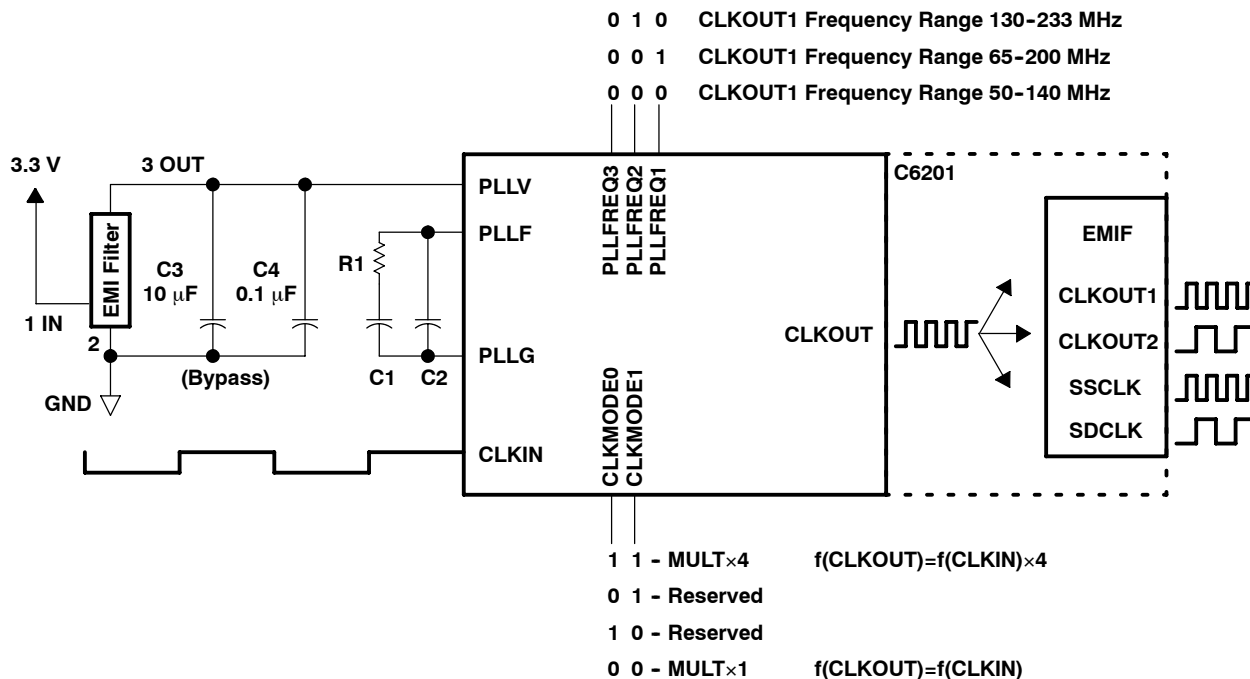 0 1 0 CLKOUT1 Frequency Range 130-233 MHz
0 0 1 CLKOUT1 Frequency Range 65-200 MHz
0 0 0 CLKOUT1 Frequency Range 50-140 MHz
3.3 V
3 OUT
EMI Filter
1 IN
2
GND
C3
10 μF
C4
0.1 μF
(Bypass)
R1
C1
C2
PLLV
PLLF
PLLG
CLKIN
PLLFREQ3
PLLFREQ2
PLLFREQ1
CLKMODE0
CLKMODE1
CLKOUT
C6201
EMIF
CLKOUT1
CLKOUT2
SSCLK
SDCLK
1 1 - MULT×4 f(CLKOUT)=f(CLKIN)×4
0 1 - Reserved
1 0 - Reserved
0 0 - MULT×1 f(CLKOUT)=f(CLKIN)